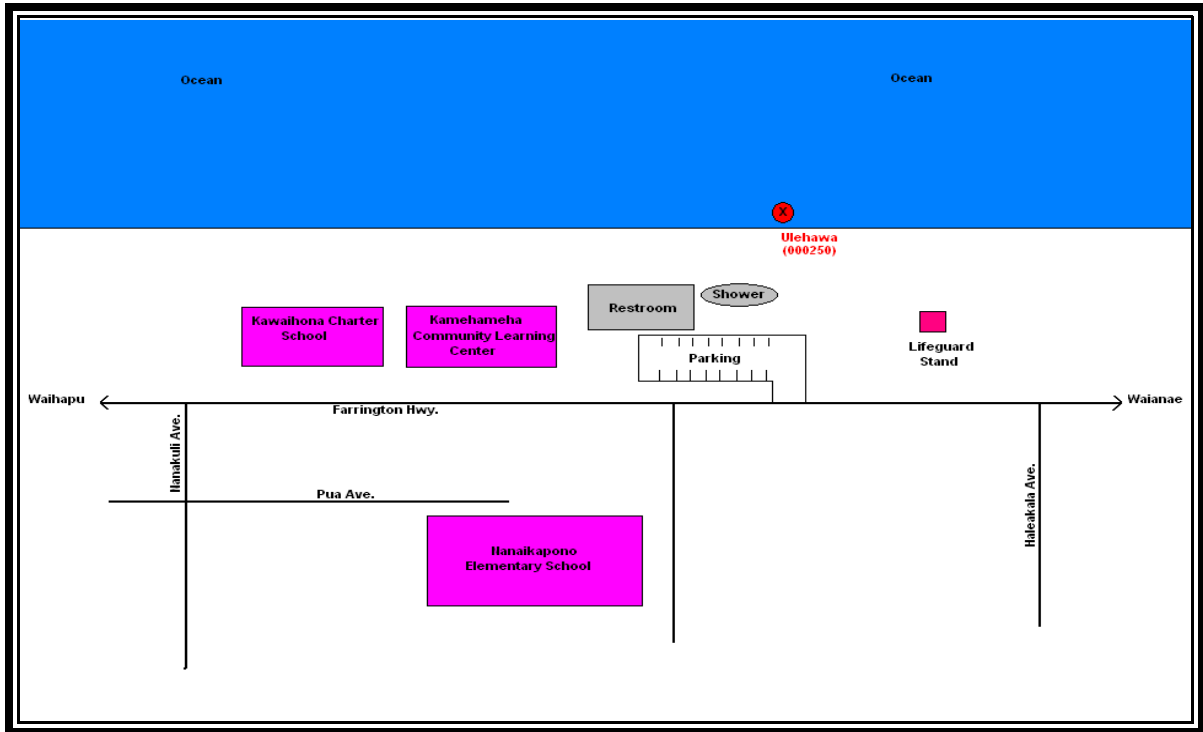 Ocean
Ocean
X
Ulehawa
(000250)
Shower
Restroom
Kawaihona Charter
School
Kamehameha
Community Learning
Center
Parking
Lifeguard
Stand
Waihapu
Waianae
Farrington Hwy.
Nanakuli Ave.
Pua Ave.
Haleakala Ave.
Nanaikapono
Elementary School